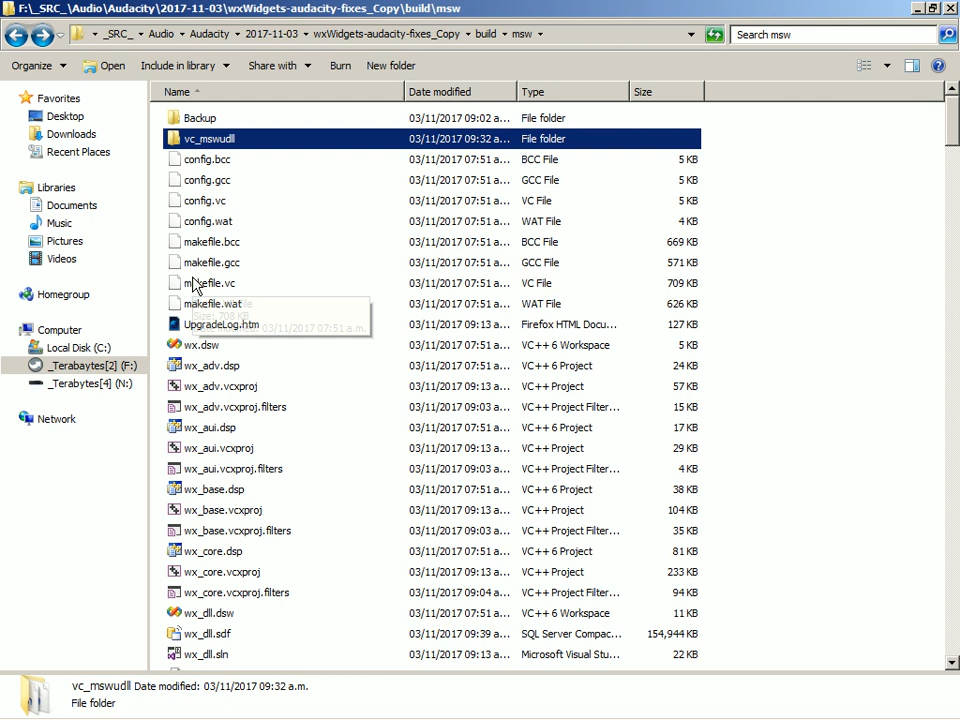 F:\_SRC_\Audio\Audacity\2017-11-03\wxWidgets-audacity-fixes_Copy\build\msw
_SRC_ Audio Audacity 2017-11-03 wxWidgets-audacity-fixes_Copy build msw Search msw
Organize Open Include in library Share with Burn New folder
Name Date modified Type Size
Favorites
Desktop
Downloads
Recent Places
Libraries
Documents
Music
Pictures
Videos
Homegroup
Computer
Local Disk (C:)
_Terabaytes[2] (F:)
_Terabytes[4] (N:)
Network
Backup 03/11/2017 09:02 a... File folder
vc_mswudll 03/11/2017 09:32 a... File folder
config.bcc 03/11/2017 07:51 a... BCC File 5 KB
config.gcc 03/11/2017 07:51 a... GCC File 5 KB
config.vc 03/11/2017 07:51 a... VC File 5 KB
config.wat 03/11/2017 07:51 a... WAT File 4 KB
makefile.bcc 03/11/2017 07:51 a... BCC File 669 KB
makefile.gcc 03/11/2017 07:51 a... GCC File 571 KB
makefile.vc 03/11/2017 07:51 a... VC File 709 KB
makefile.wat 03/11/2017 07:51 a... WAT File 626 KB
Size: 708 KB
UpgradeLog.htm 03/11/2017 09:13 a... Firefox HTML Docu... 127 KB
03/11/2017 07:51 a.m.
wx.dsw 03/11/2017 07:51 a... VC++ 6 Workspace 5 KB
wx_adv.dsp 03/11/2017 07:51 a... VC++ 6 Project 24 KB
wx_adv.vcxproj 03/11/2017 09:13 a... VC++ Project 57 KB
wx_adv.vcxproj.filters 03/11/2017 09:03 a... VC++ Project Filter... 15 KB
wx_aui.dsp 03/11/2017 07:51 a... VC++ 6 Project 17 KB
wx_aui.vcxproj 03/11/2017 09:13 a... VC++ Project 29 KB
wx_aui.vcxproj.filters 03/11/2017 09:03 a... VC++ Project Filter... 4 KB
wx_base.dsp 03/11/2017 07:51 a... VC++ 6 Project 38 KB
wx_base.vcxproj 03/11/2017 09:13 a... VC++ Project 104 KB
wx_base.vcxproj.filters 03/11/2017 09:03 a... VC++ Project Filter... 35 KB
wx_core.dsp 03/11/2017 07:51 a... VC++ 6 Project 81 KB
wx_core.vcxproj 03/11/2017 09:13 a... VC++ Project 233 KB
wx_core.vcxproj.filters 03/11/2017 09:04 a... VC++ Project Filter... 94 KB
wx_dll.dsw 03/11/2017 07:51 a... VC++ 6 Workspace 11 KB
wx_dll.sdf 03/11/2017 09:39 a... SQL Server Compac... 154,944 KB
wx_dll.sln 03/11/2017 09:13 a... Microsoft Visual Stu... 22 KB
vc_mswudll Date modified: 03/11/2017 09:32 a.m.
File folder